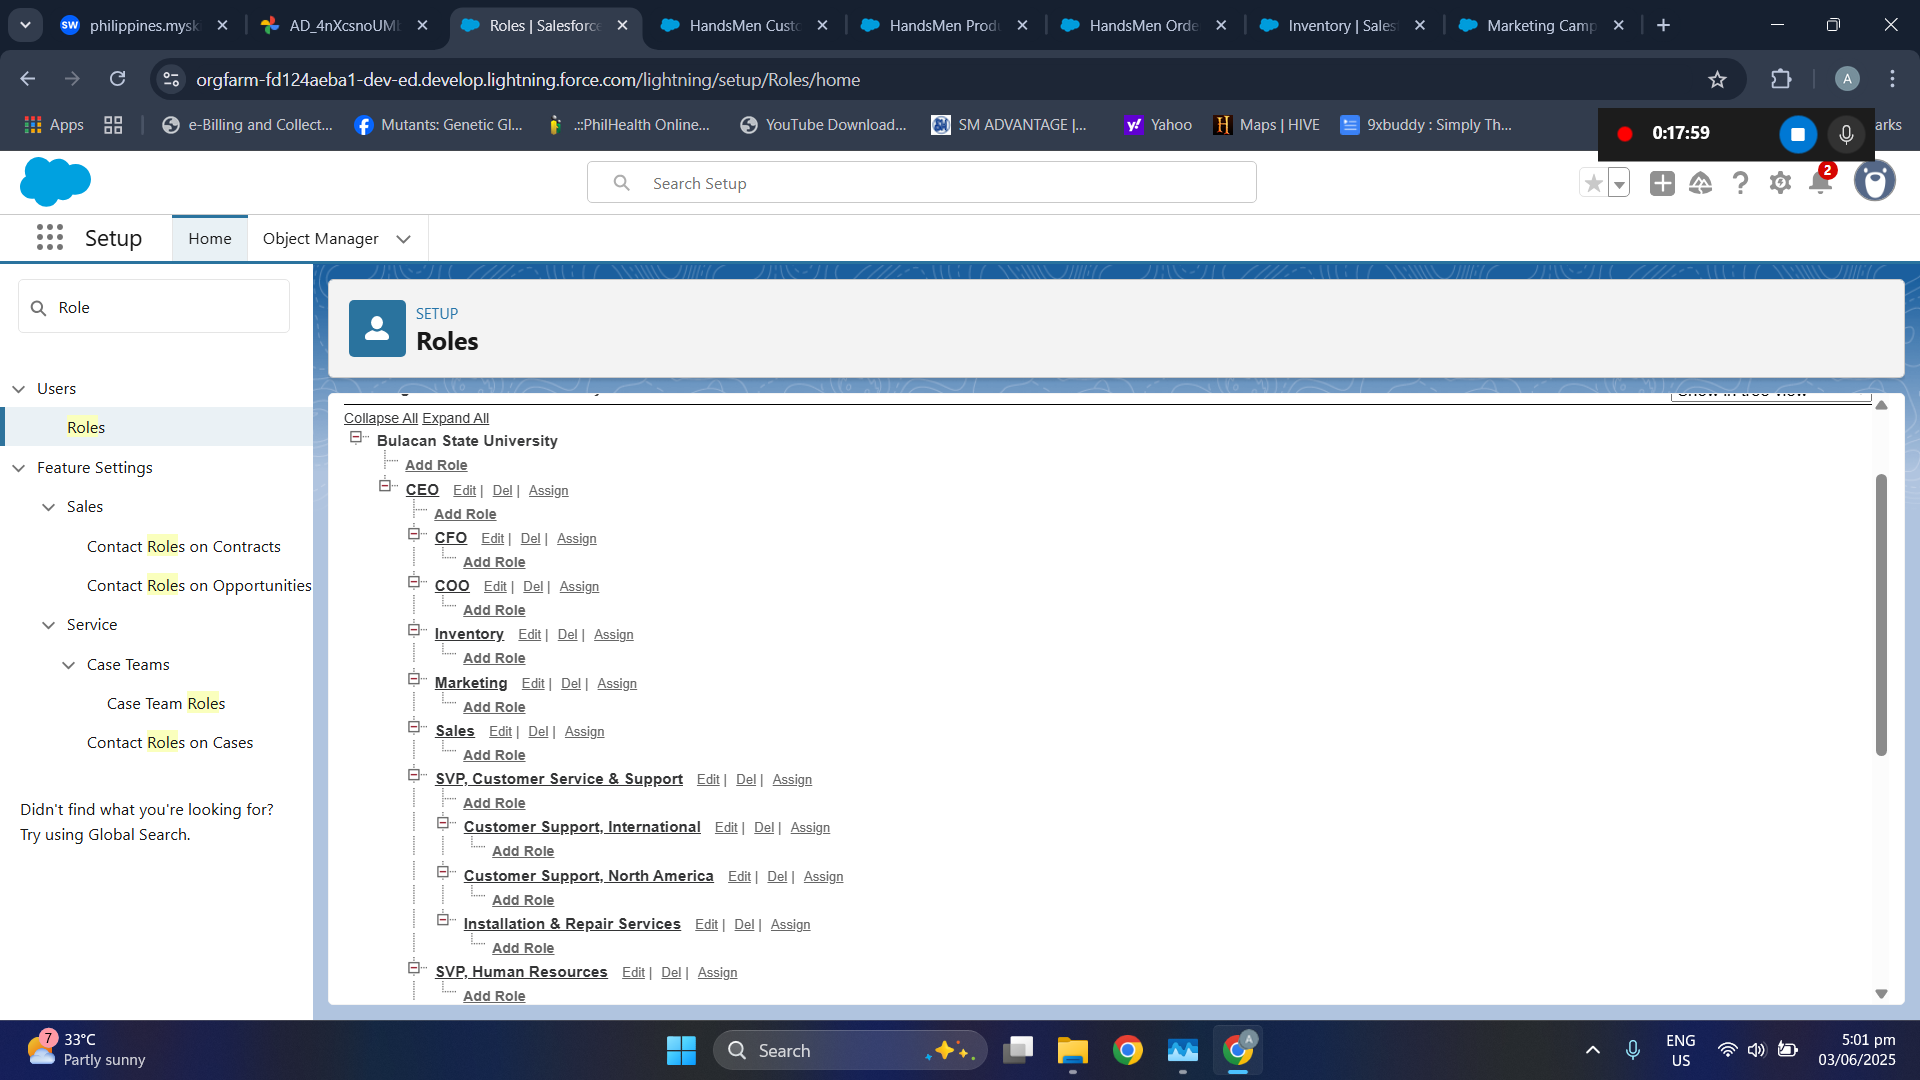 SW philippines.mysk
AD_4nXcsnoUM
Roles | Salesforce
HandsMen Custo
HandsMen Produ
HandsMen Orde
Inventory | Sales
Marketing Camp
orgfarm-fd124aeba1-dev-ed.develop.lightning.force.com/lightning/setup/Roles/home
A
Apps
e-Billing and Collect...
Mutants: Genetic Gl...
.::PhilHealth Online...
YouTube Download...
SM ADVANTAGE |...
Yahoo
Maps | HIVE
9xbuddy : Simply Th...
0:17:59
arks
Search Setup
2
Setup
Home
Object Manager
Role
Users
Roles
Feature Settings
Sales
Contact Roles on Contracts
Contact Roles on Opportunities
Service
Case Teams
Case Team Roles
Contact Roles on Cases
Didn't find what you're looking for?
Try using Global Search.
SETUP
Roles
Show in tree view
Collapse All Expand All
Bulacan State University
Add Role
CEO Edit | Del | Assign
Add Role
CFO Edit | Del | Assign
Add Role
COO Edit | Del | Assign
Add Role
Inventory Edit | Del | Assign
Add Role
Marketing Edit | Del | Assign
Add Role
Sales Edit | Del | Assign
Add Role
SVP, Customer Service & Support Edit | Del | Assign
Add Role
Customer Support, International Edit | Del | Assign
Add Role
Customer Support, North America Edit | Del | Assign
Add Role
Installation & Repair Services Edit | Del | Assign
Add Role
SVP, Human Resources Edit | Del | Assign
Add Role
7
33°C
Partly sunny
Search
A
ENG
US
5:01 pm
03/06/2025